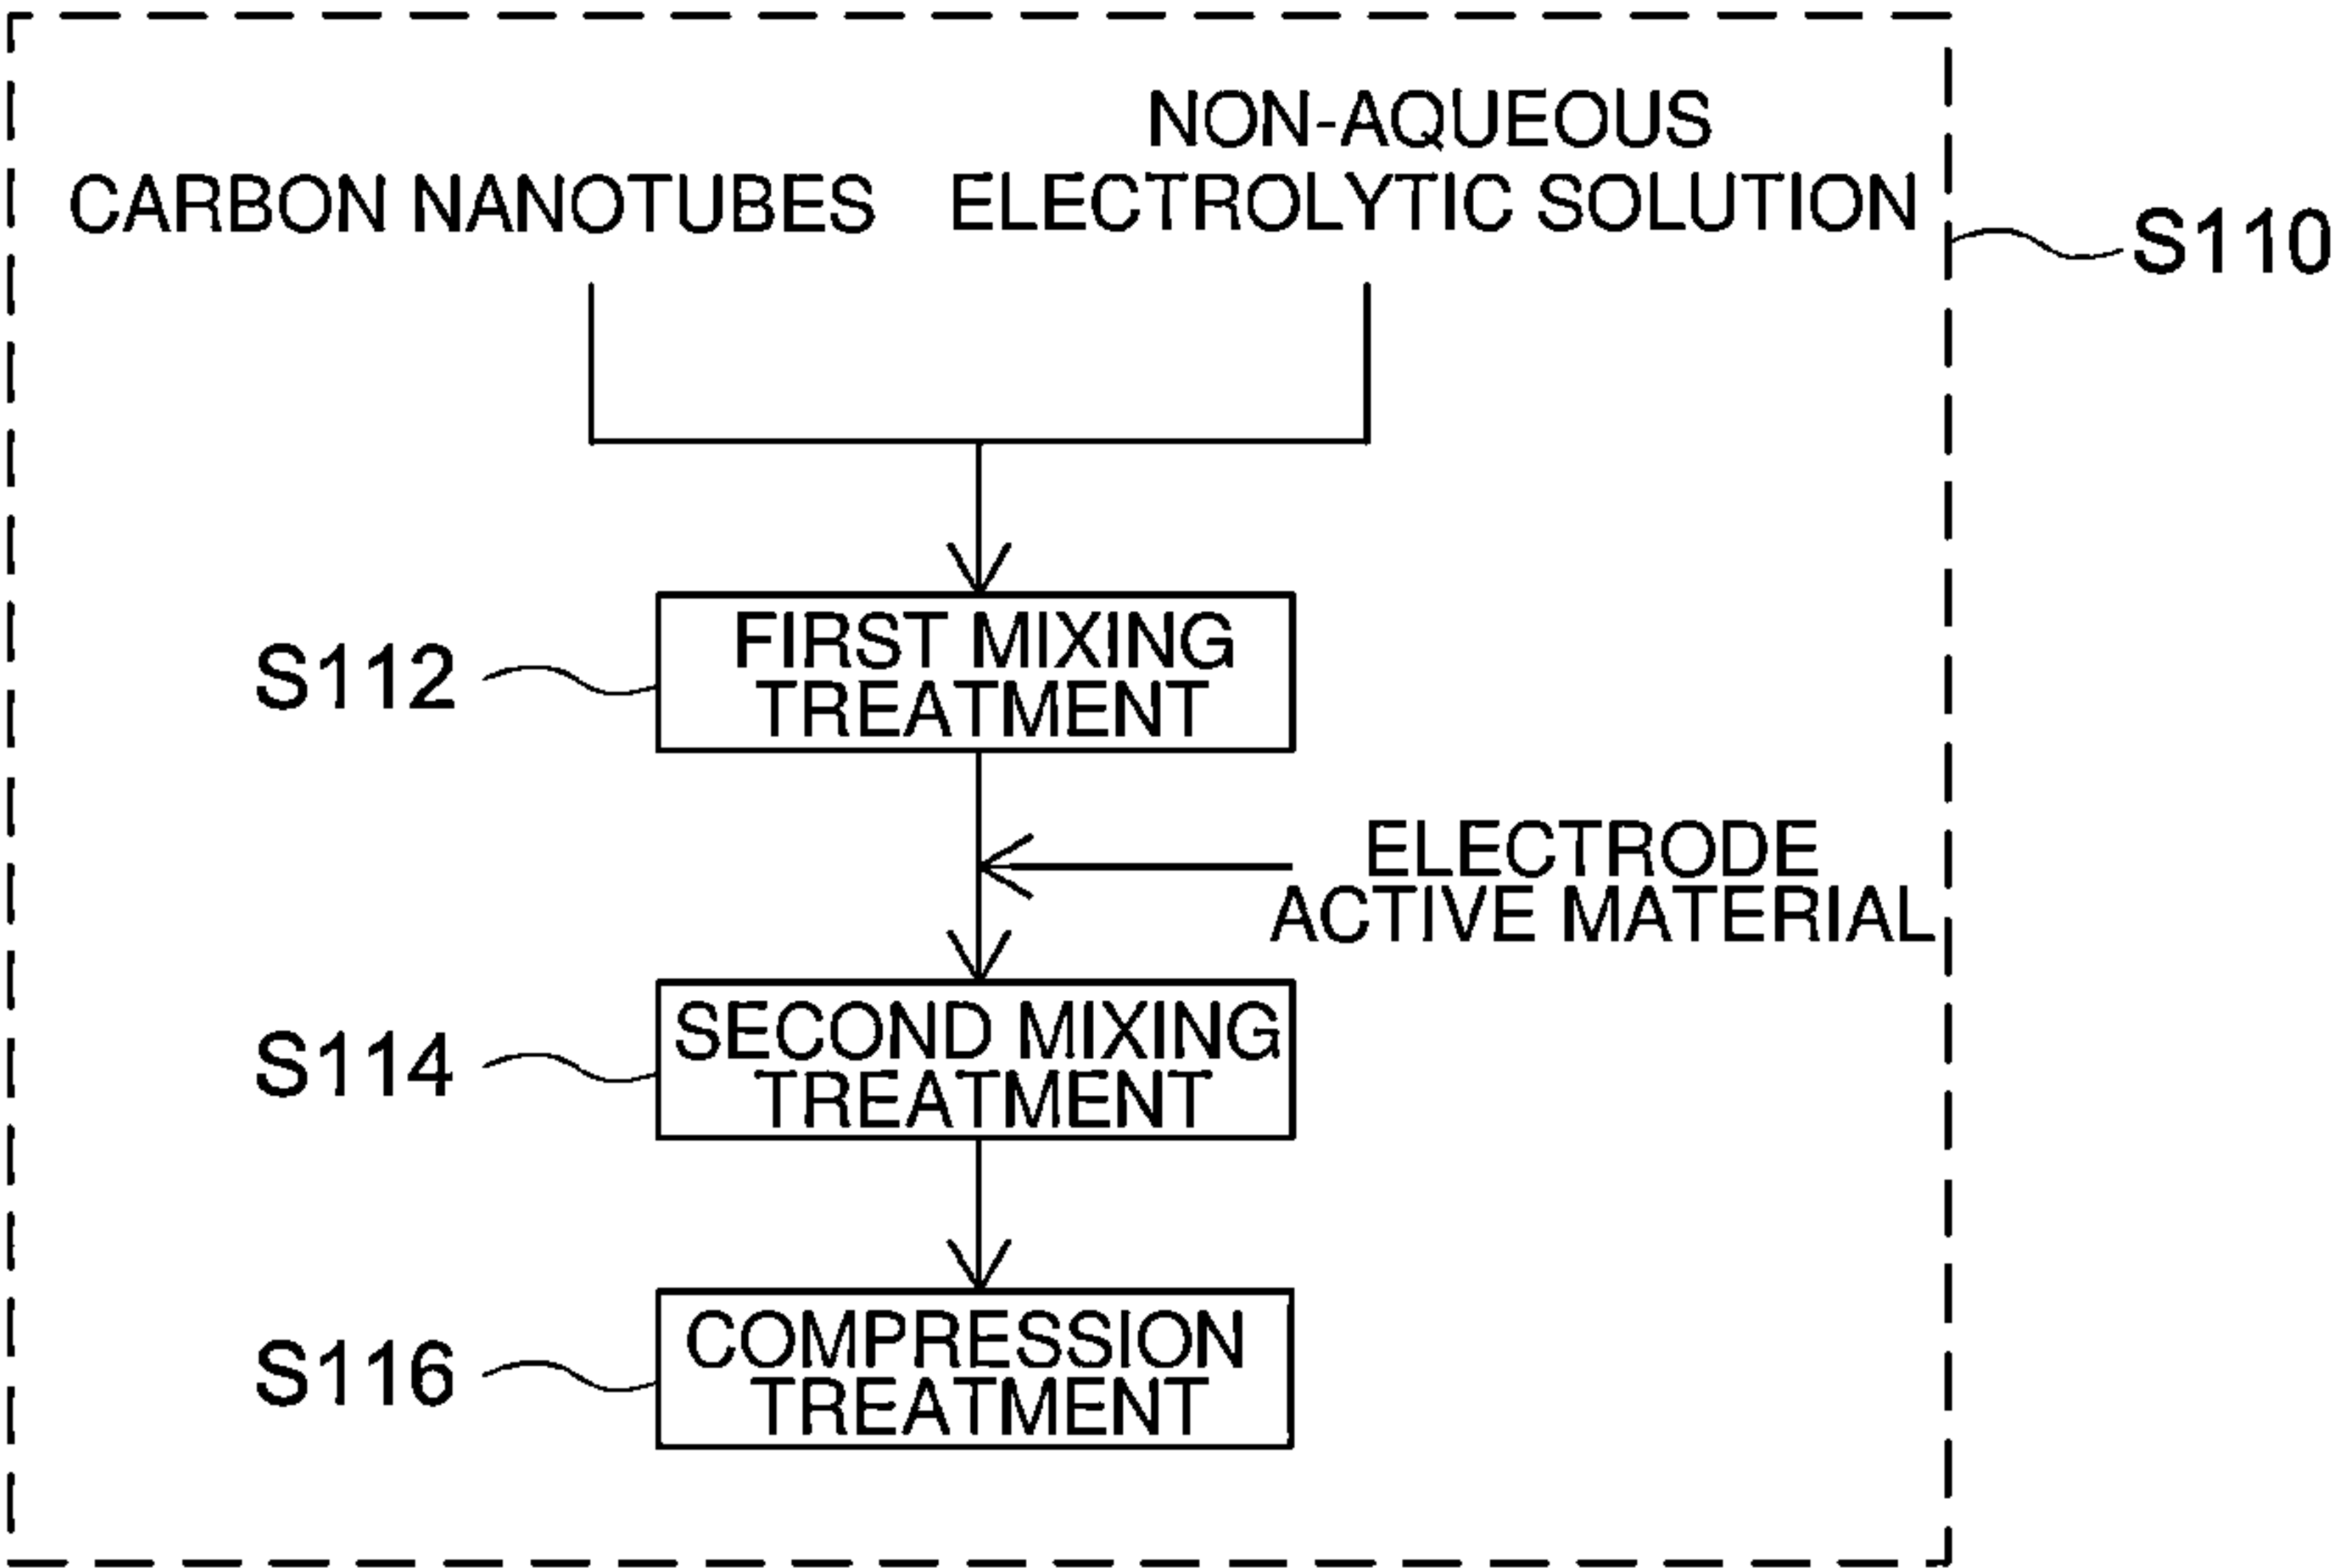 NON-AQUEOUS
CARBON NANOTUBES
ELECTROLYTIC SOLUTION
S110
S112
FIRST MIXING
TREATMENT
ELECTRODE
ACTIVE MATERIAL
S114
SECOND MIXING
TREATMENT
S116
COMPRESSION
TREATMENT